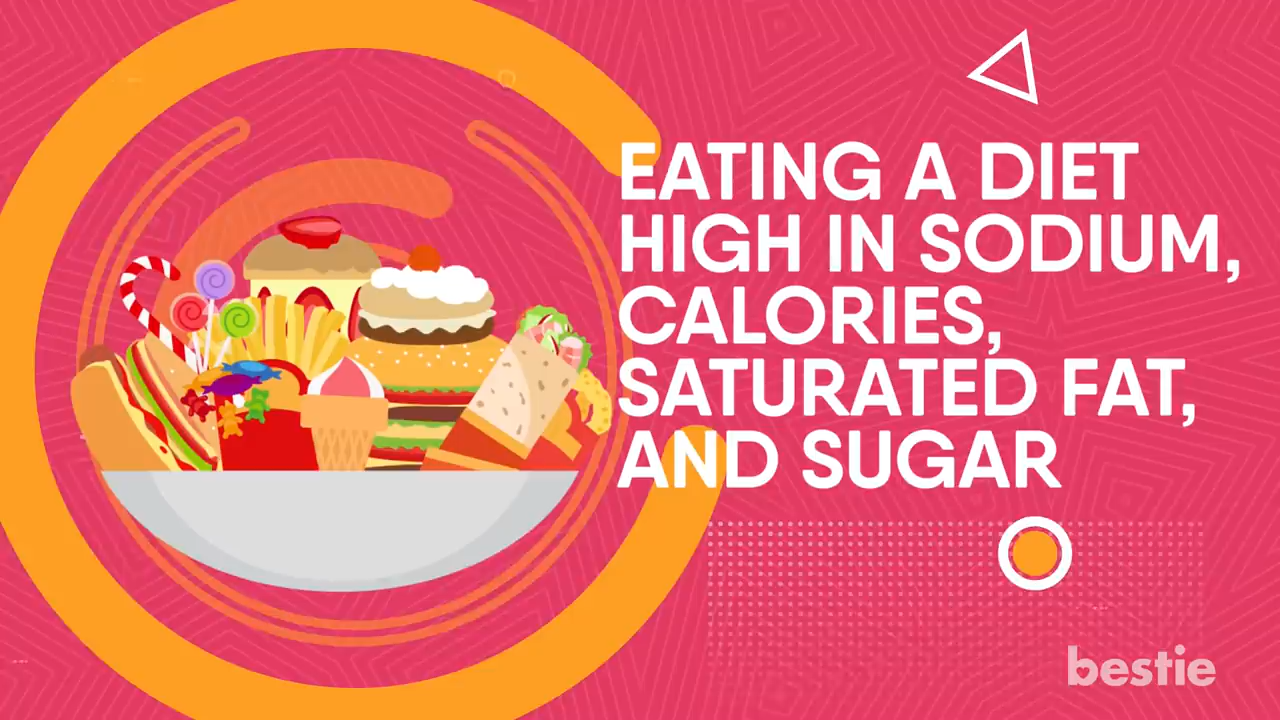 EATING A DIET
HIGH IN SODIUM,
CALORIES,
SATURATED FAT,
AND SUGAR
bestie